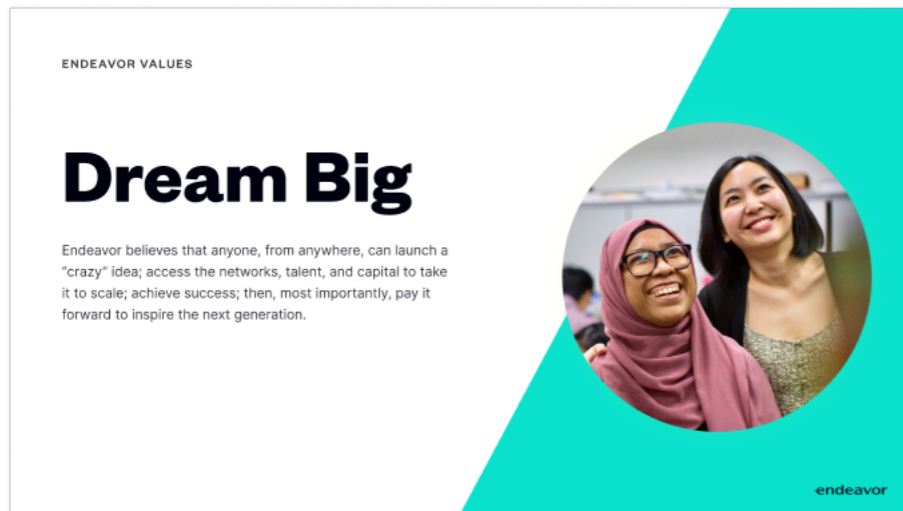 ENDEAVOR VALUES
Dream Big
Endeavor believes that anyone, from anywhere, can launch a
"crazy" idea; access the networks, talent, and capital to take
it to scale; achieve success; then, most importantly, pay it
forward to inspire the next generation.
endeavor